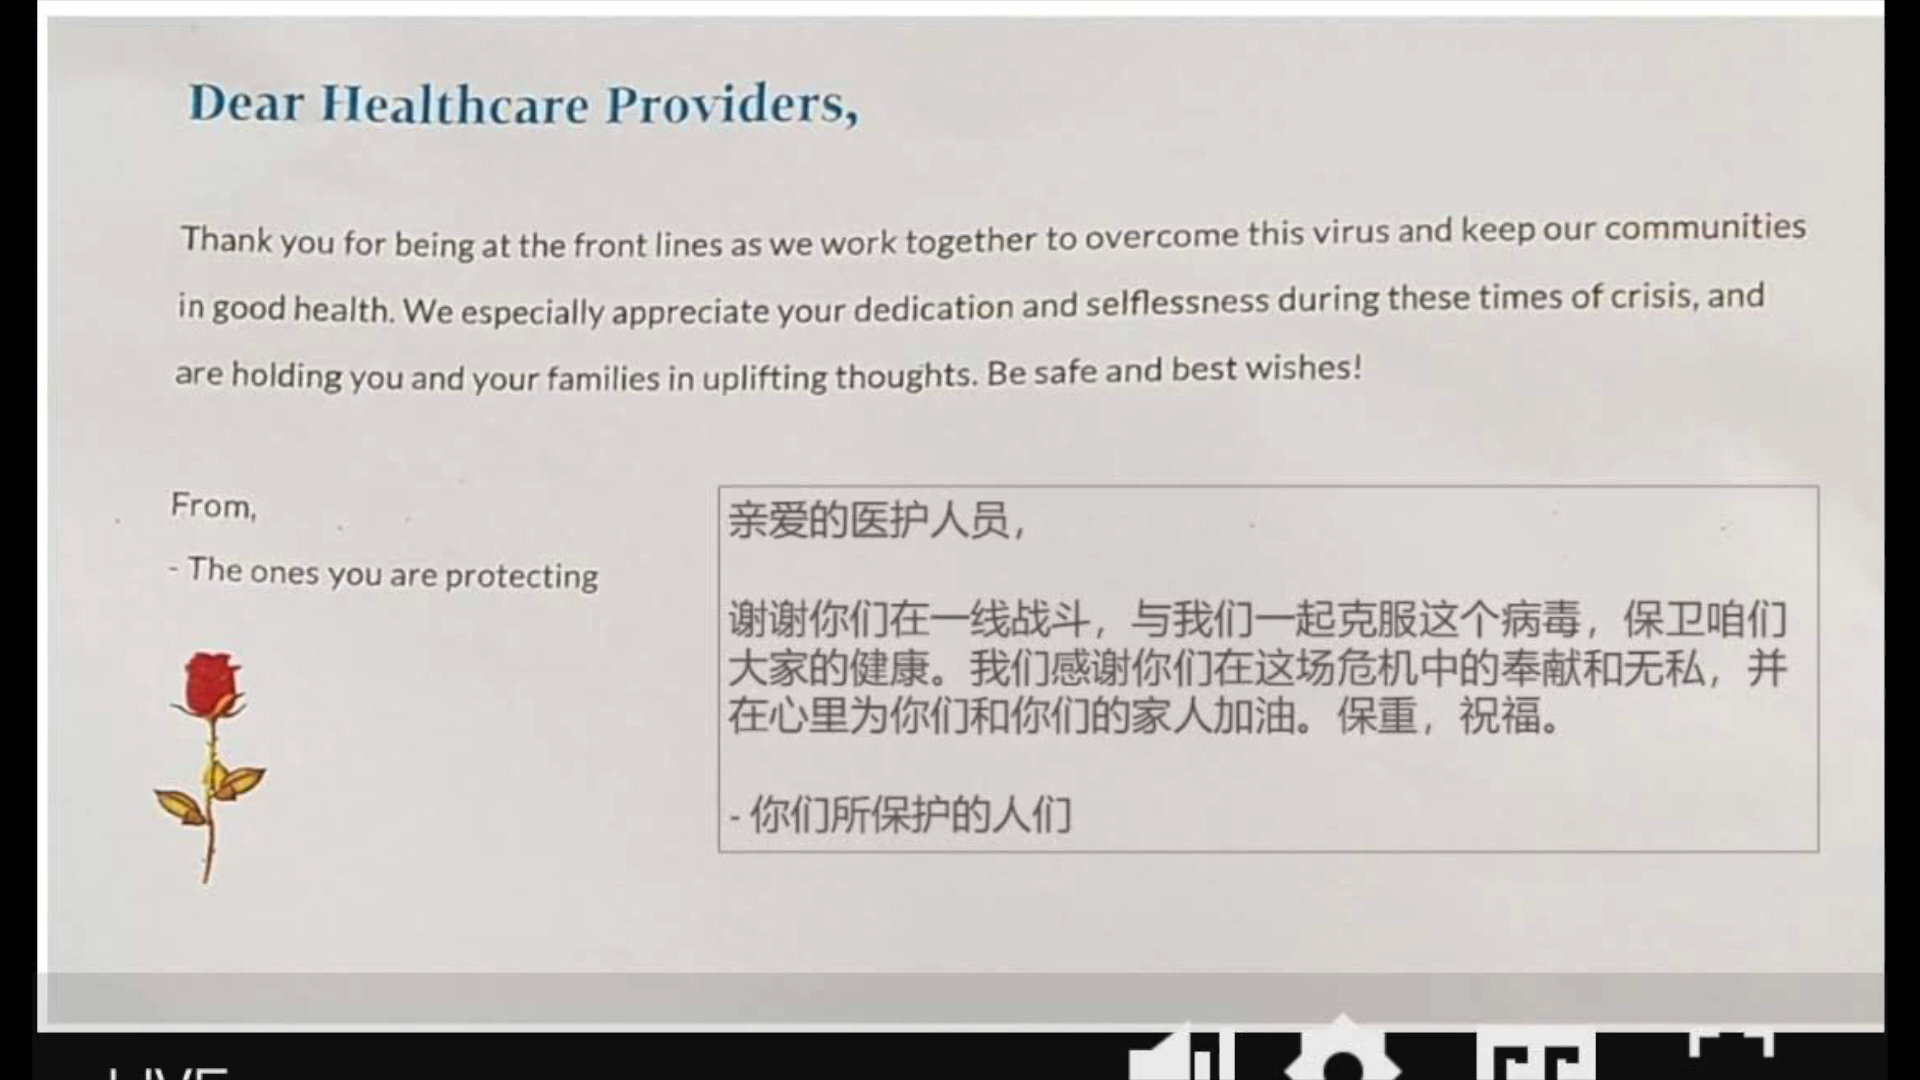 Dear Healthcare Providers,
Thank you for being at the front lines as we work together to overcome this virus and keep our communities
in good health. We especially appreciate your dedication and selflessness during these times of crisis, and
are holding you and your families in uplifting thoughts. Be safe and best wishes!
From,
- The ones you are protecting
亲爱的医护人员，
谢谢你们在一线战斗，与我们一起克服这个病毒，保卫咱们
大家的健康。我们感谢你们在这场危机中的奉献和无私，并
在心里为你们和你们的家人加油。保重，祝福。
- 你们所保护的人们
LIVE